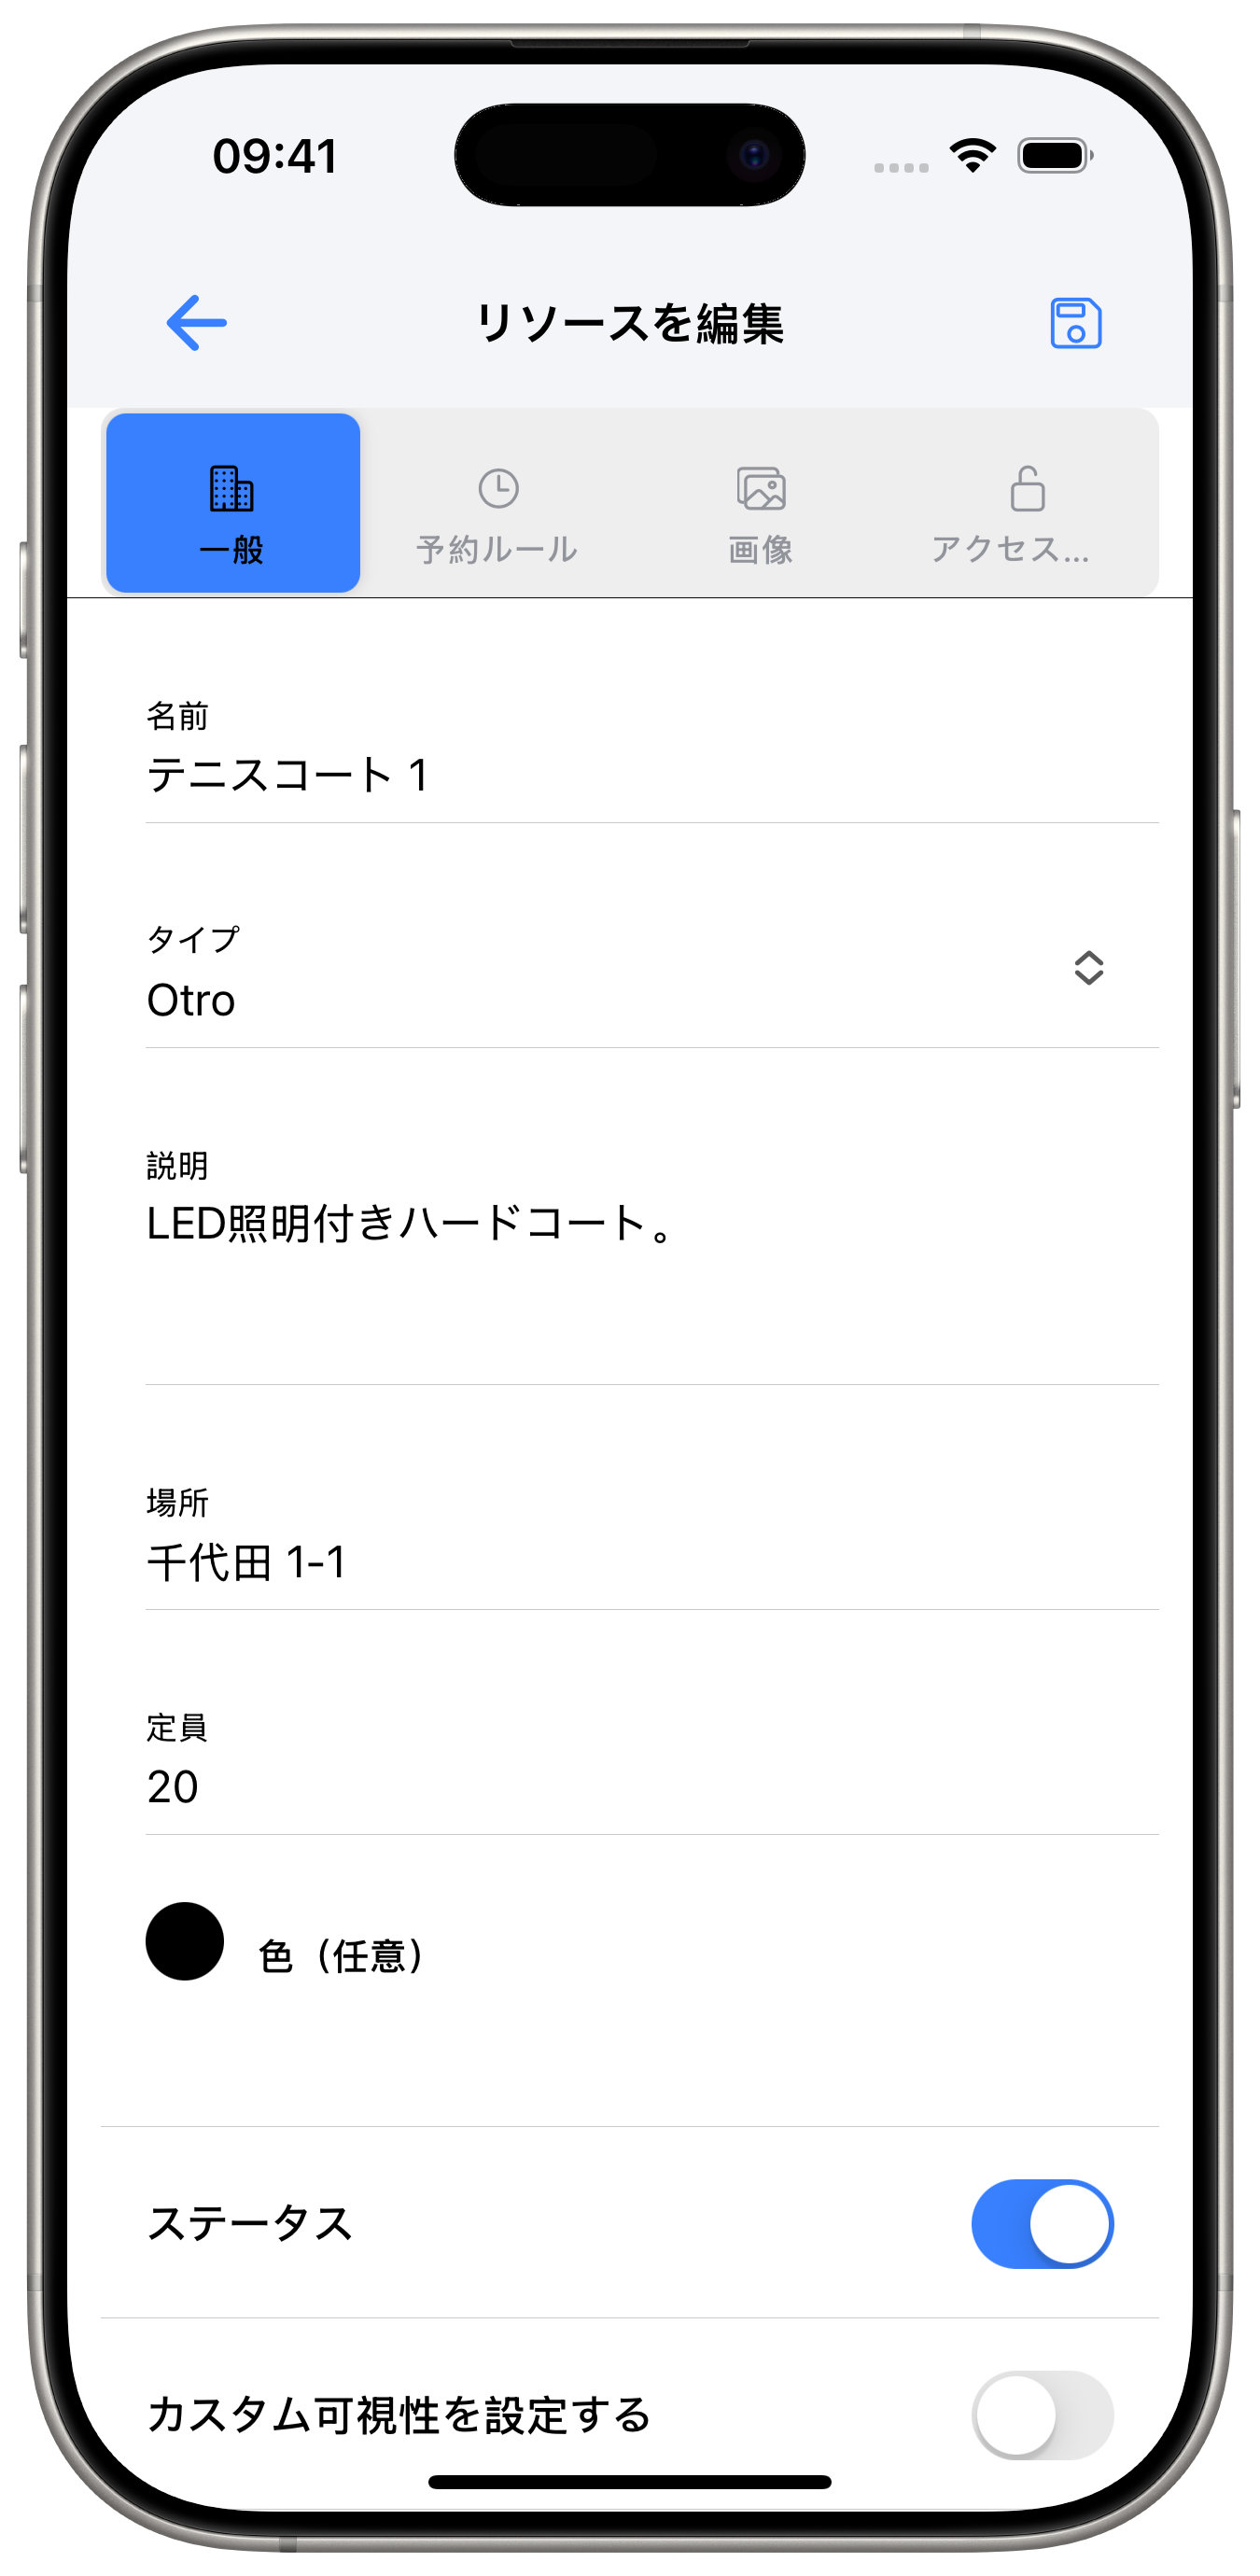 09:41
リソースを編集
一般
予約ルール
画像
アクセス...
名前
テニスコート 1
タイプ
Otro
説明
LED照明付きハードコート。
場所
千代田 1-1
定員
20
色（任意）
ステータス
カスタム可視性を設定する